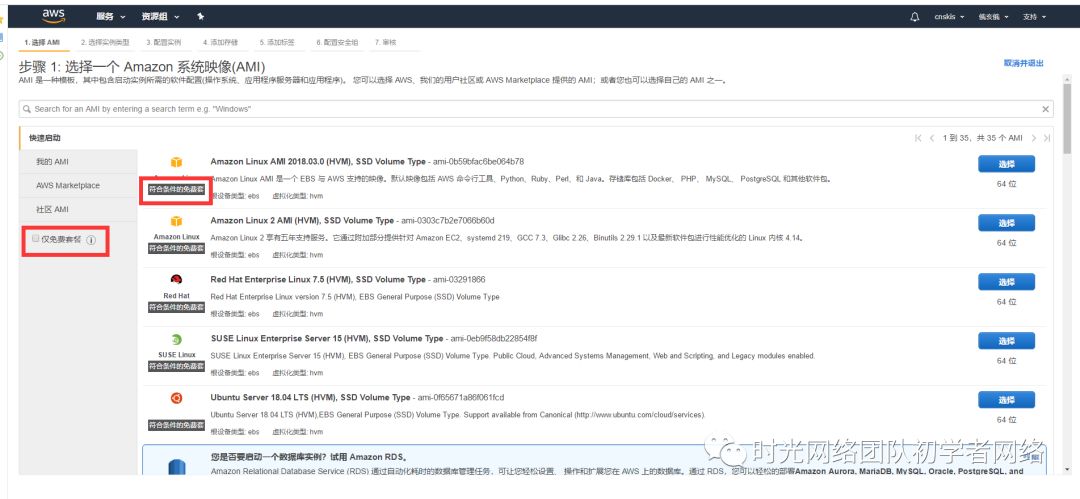 aws 服务 资源组 cnskis 俄亥俄 支持
1. 选择 AMI 2. 选择实例类型 3. 配置实例 4. 添加存储 5. 添加标签 6. 配置安全组 7. 审核
步骤 1: 选择一个 Amazon 系统映像(AMI)
取消并退出
AMI 是一种模板，其中包含启动实例所需的软件配置(操作系统、应用程序服务器和应用程序)。 您可以选择 AWS、我们的用户社区或 AWS Marketplace 提供的 AMI；或者您也可以选择自己的 AMI 之一。
Search for an AMI by entering a search term e.g. "Windows"
快速启动
1 到 35，共 35 个 AMI
我的 AMI
AWS Marketplace
社区 AMI
仅免费套餐
Amazon Linux AMI 2018.03.0 (HVM), SSD Volume Type - ami-0b59bfac6be064b78
选择
Amazon Linux AMI 是一个 EBS 与 AWS 支持的映像。默认映像包括 AWS 命令行工具、Python、Ruby、Perl、和 Java。存储库包括 Docker、 PHP、 MySQL、 PostgreSQL 和其他软件包。
64 位
符合条件的免费套
根设备类型: ebs 虚拟化类型: hvm
Amazon Linux 2 AMI (HVM), SSD Volume Type - ami-0303c7b2e7066b60d
选择
Amazon Linux
Amazon Linux 2 享有五年支持服务。它通过附加部分提供针对 Amazon EC2、systemd 219、GCC 7.3、Glibc 2.26、Binutils 2.29.1 以及最新软件包进行性能优化的 Linux 内核 4.14。
64 位
符合条件的免费套
根设备类型: ebs 虚拟化类型: hvm
Red Hat Enterprise Linux 7.5 (HVM), SSD Volume Type - ami-03291866
选择
Red Hat
Red Hat Enterprise Linux version 7.5 (HVM), EBS General Purpose (SSD) Volume Type
64 位
符合条件的免费套
根设备类型: ebs 虚拟化类型: hvm
SUSE Linux Enterprise Server 15 (HVM), SSD Volume Type - ami-0eb9f58db22854f8f
选择
SUSE Linux
SUSE Linux Enterprise Server 15 (HVM), EBS General Purpose (SSD) Volume Type. Public Cloud, Advanced Systems Management, Web and Scripting, and Legacy modules enabled.
64 位
符合条件的免费套
根设备类型: ebs 虚拟化类型: hvm
Ubuntu Server 18.04 LTS (HVM), SSD Volume Type - ami-0f65671a86f061fcd
选择
Ubuntu Server 18.04 LTS (HVM),EBS General Purpose (SSD) Volume Type. Support available from Canonical (http://www.ubuntu.com/cloud/services).
64 位
符合条件的免费套
根设备类型: ebs 虚拟化类型: hvm
您是否要启动一个数据库实例？试用 Amazon RDS。
时光网络团队初学者网络
Amazon Relational Database Service (RDS) 通过自动化耗时的数据库管理任务，可让您轻松设置、操作和扩展您在 AWS 上的数据库。通过 RDS，您可以轻松的部署Amazon Aurora, MariaDB, MySQL, Oracle, PostgreSQL, and